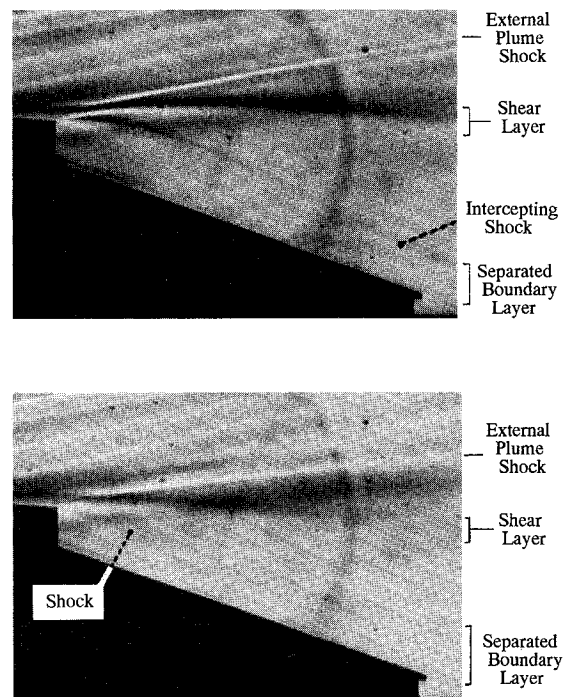 External
Plume
Shock
Shear
Layer
Intercepting
Shock
Separated
Boundary
Layer
External
Plume
Shock
Shear
Layer
Shock
Separated
Boundary
Layer